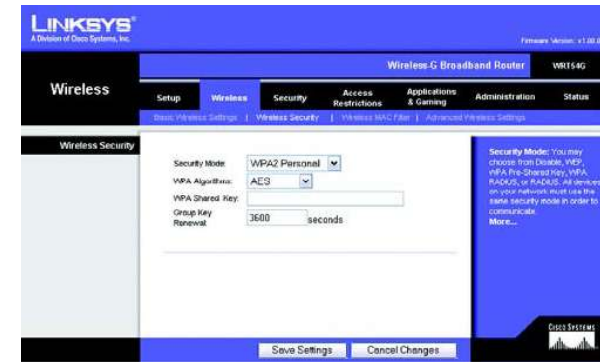 LINKSYS®
A Division of Cisco Systems, Inc.
Firmware Version: v1.00.0
Wireless-G Broadband Router WRT54G
Wireless
Setup Wireless Security Access Restrictions Applications & Gaming Administration Status
Basic Wireless Settings | Wireless Security | Wireless MAC Filter | Advanced Wireless Settings
Wireless Security
Security Mode: WPA2 Personal
WPA Algorithms: AES
WPA Shared Key:
Group Key Renewal: 3600 seconds
Security Mode: You may
choose from Disable, WEP,
WPA Pre-Shared Key, WPA
RADIUS, or RADIUS. All devices
on your network must use the
same security mode in order to
communicate.
More...
Save Settings Cancel Changes
CISCO SYSTEMS